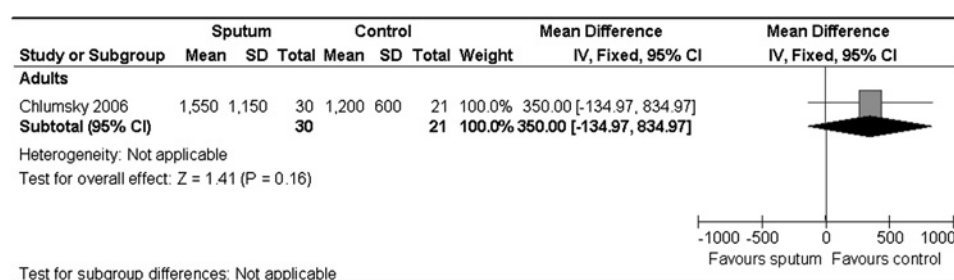 Sputum Control Mean Difference Mean Difference
Study or Subgroup Mean SD Total Mean SD Total Weight IV, Fixed, 95% CI IV, Fixed, 95% CI
Adults
Chlumsky 2006 1,550 1,150 30 1,200 600 21 100.0% 350.00 [-134.97, 834.97]
Subtotal (95% CI) 30 21 100.0% 350.00 [-134.97, 834.97]
Heterogeneity: Not applicable
Test for overall effect: Z = 1.41 (P = 0.16)
-1000 -500 0 500 1000
Favours sputum Favours control
Test for subgroup differences: Not applicable